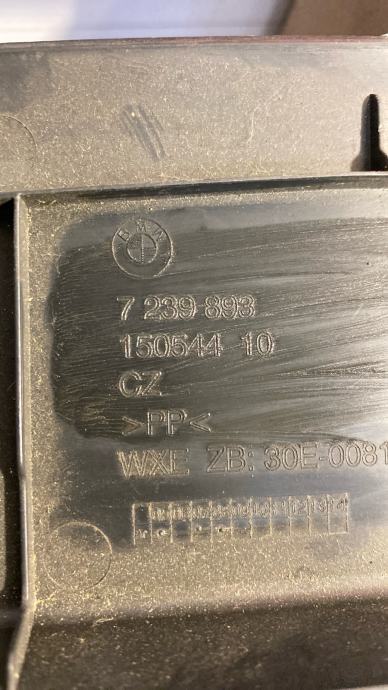 BMW
7 239 893
150544 10
CZ
>PP<
WXE ZB: 30E-0081